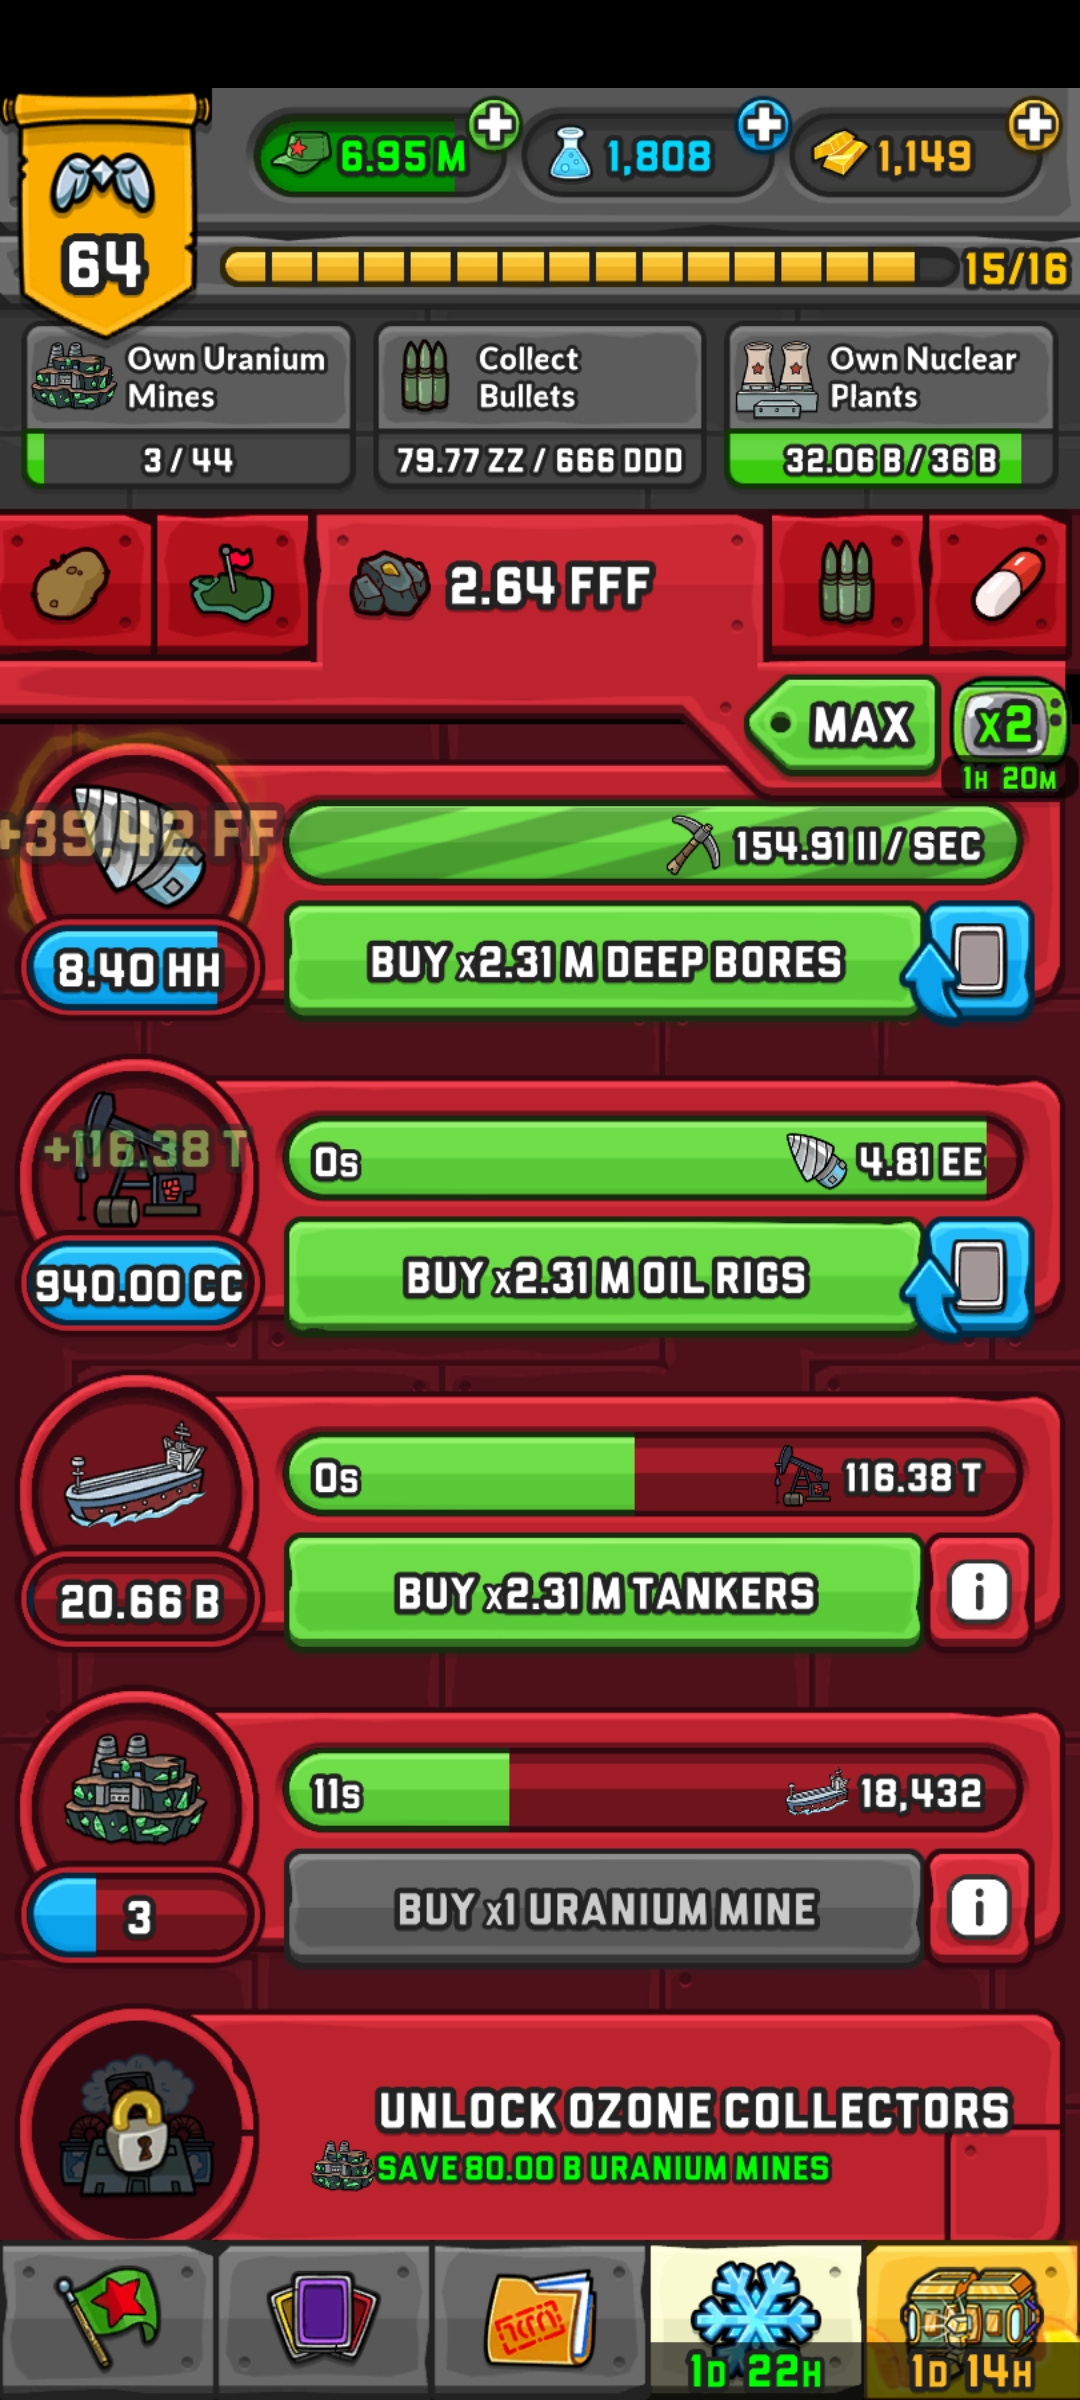 64
6.95 M
1,808
1,149
15/16
Own Uranium
Mines
3 / 44
Collect
Bullets
79.77 ZZ / 666 DDD
Own Nuclear
Plants
32.06 B / 36 B
2.64 FFF
MAX
x2
1H 20M
+39.42 FF
154.91 II / SEC
8.40 HH
BUY x2.31 M DEEP BORES
+116.38 T
0s
4.81 EE
940.00 CC
BUY x2.31 M OIL RIGS
0s
116.38 T
20.66 B
BUY x2.31 M TANKERS
i
11s
18,432
3
BUY x1 URANIUM MINE
i
UNLOCK OZONE COLLECTORS
SAVE 80.00 B URANIUM MINES
1D 22H
1D 14H